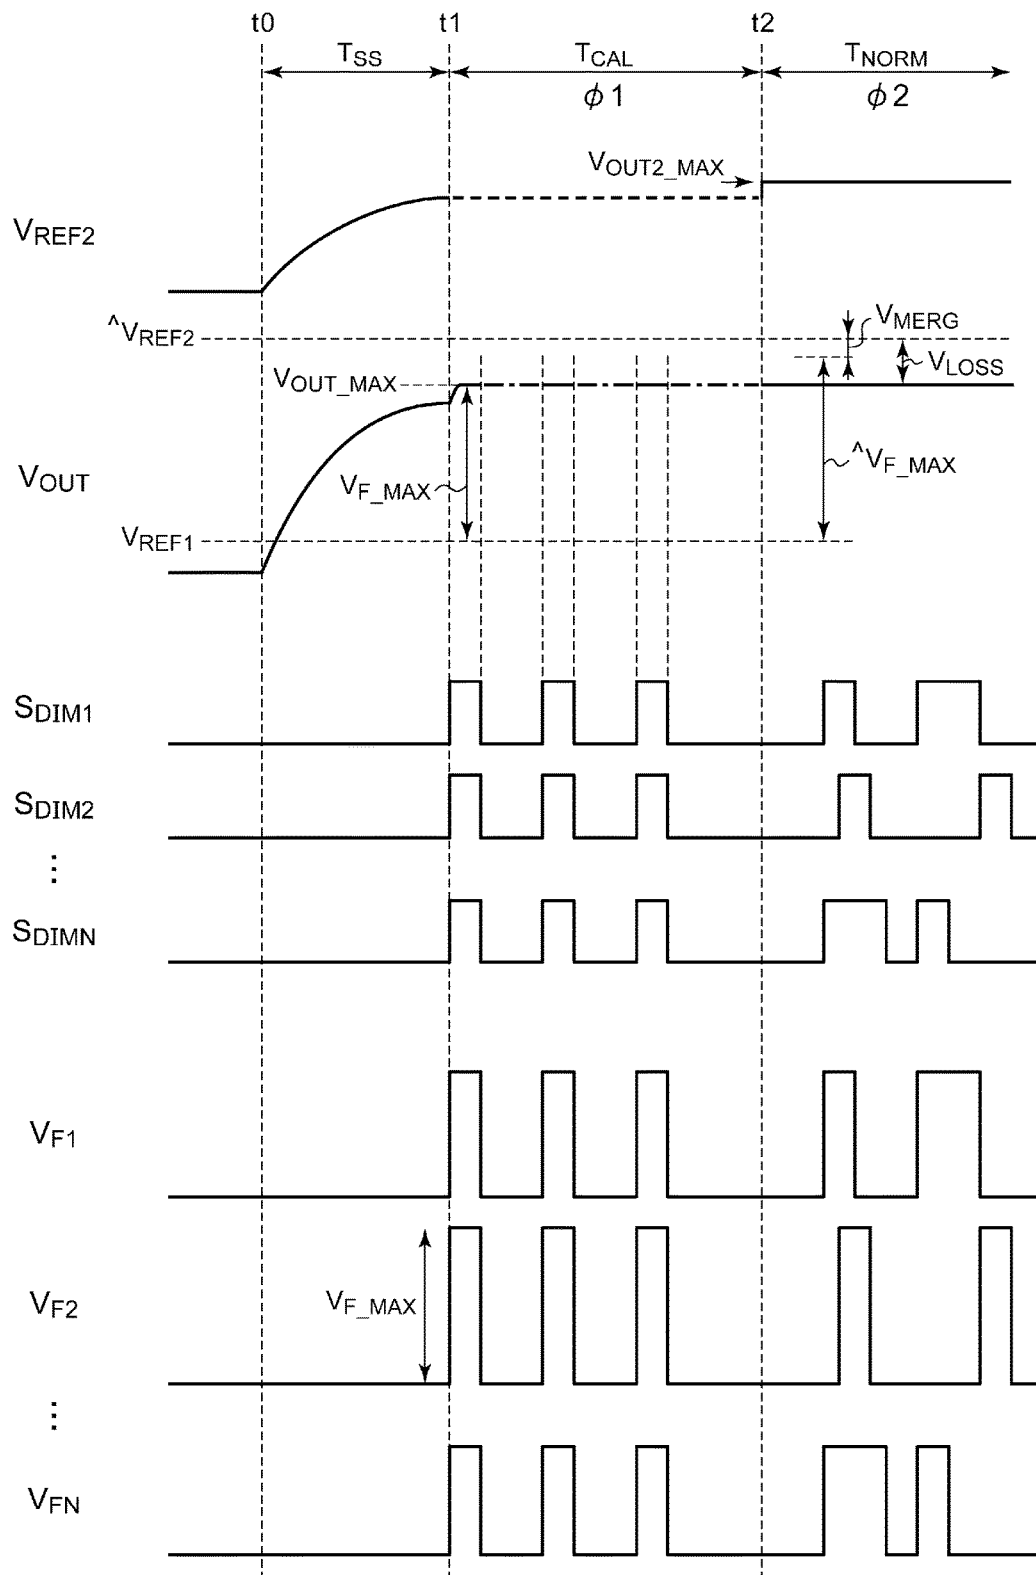 t0 t1 t2
TSS TCAL TNORM
ϕ1 ϕ2
VOUT2_MAX
VREF2
^VREF2
VMERG
VLOSS
VOUT_MAX
^VF_MAX
VOUT
VF_MAX
VREF1
SDIM1
SDIM2
⋮
SDIMN
VF1
VF2
VF_MAX
⋮
VFN